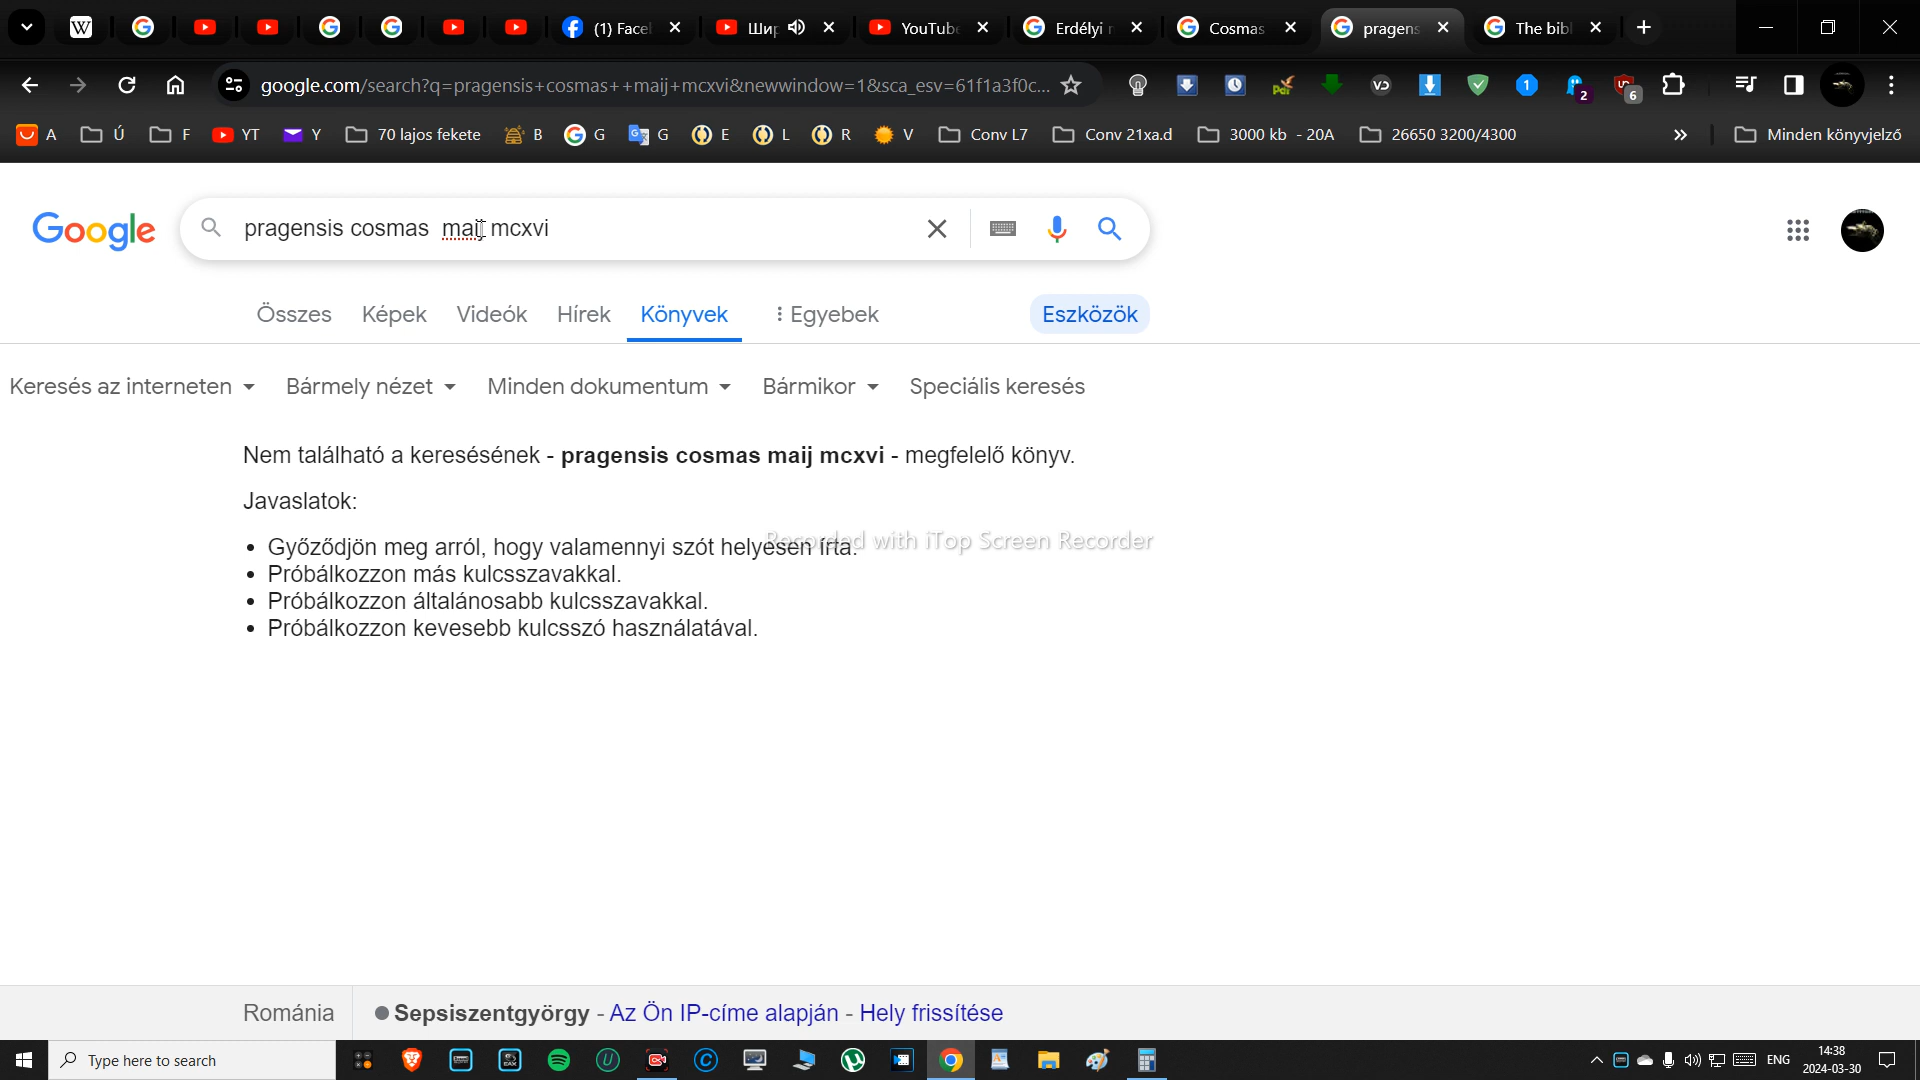 (1) Facel
Шир
YouTube
Erdélyi
Cosmas
pragens
The bibl
google.com/search?q=pragensis+cosmas++maij+mcxvi&newwindow=1&sca_esv=61f1a3f0c...
2
6
A
Ú
F
YT
Y
70 lajos fekete
B
G
G
E
L
R
V
Conv L7
Conv 21xa.d
3000 kb - 20A
26650 3200/4300
»
Minden könyvjelző
Google
pragensis cosmas  maij mcxvi
Összes
Képek
Videók
Hírek
Könyvek
Egyebek
Eszközök
Keresés az interneten
Bármely nézet
Minden dokumentum
Bármikor
Speciális keresés
Nem található a keresésének - pragensis cosmas maij mcxvi - megfelelő könyv.
Javaslatok:
Győződjön meg arról, hogy valamennyi szót helyesen írta.
Recorded with iTop Screen Recorder
Próbálkozzon más kulcsszavakkal.
Próbálkozzon általánosabb kulcsszavakkal.
Próbálkozzon kevesebb kulcsszó használatával.
Románia
Sepsiszentgyörgy - Az Ön IP-címe alapján - Hely frissítése
Type here to search
ENG
14:38
2024-03-30